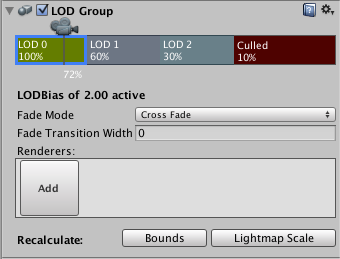 LOD Group
LOD 0 LOD 1 LOD 2 Culled
100% 60% 30% 10%
72%
LODBias of 2.00 active
Fade Mode Cross Fade
Fade Transition Width 0
Renderers:
Add
Recalculate: Bounds Lightmap Scale